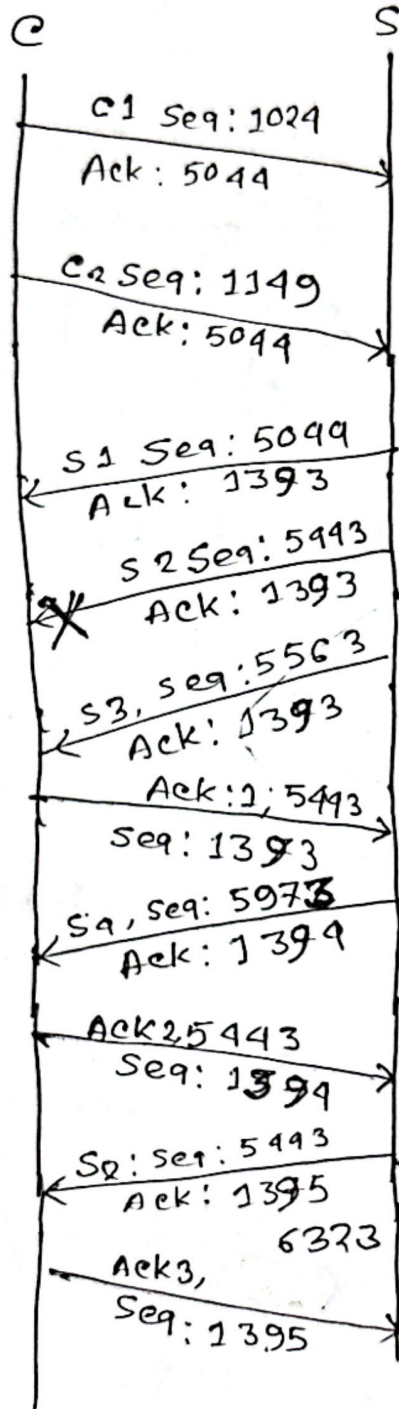 C S
C1 Seq: 1024
Ack: 5044
C2 Seq: 1149
Ack: 5044
S1 Seq: 5044
Ack: 1393
S2 Seq: 5443
Ack: 1393
S3, Seq: 5563
Ack: 1393
Ack:1, 5443
Seq: 1393
S4, Seq: 5973
Ack: 1394
Ack2,5443
Seq: 1394
S2: Seq: 5443
Ack: 1395
6323
Ack3,
Seq: 1395